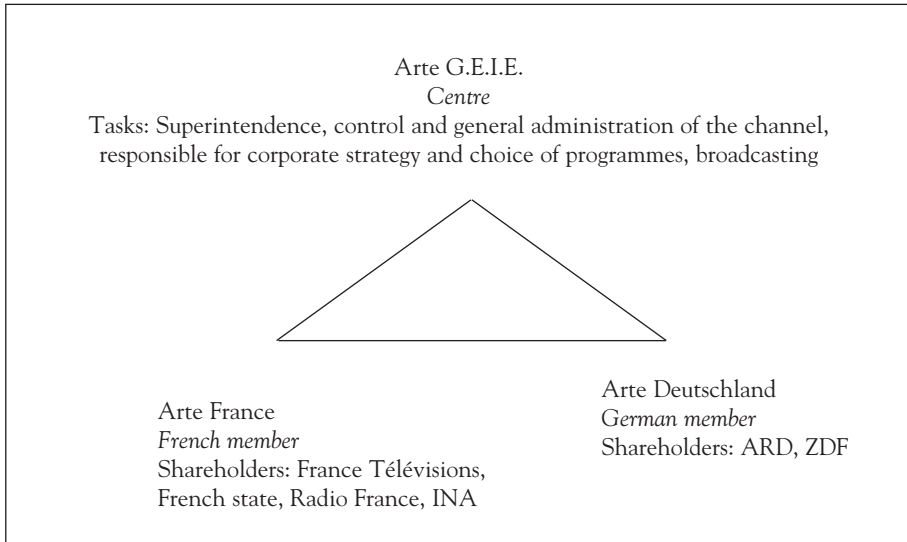 Arte G.E.I.E.
Centre
Tasks: Superintendence, control and general administration of the channel,
responsible for corporate strategy and choice of programmes, broadcasting
Arte France
French member
Shareholders: France Télévisions,
French state, Radio France, INA
Arte Deutschland
German member
Shareholders: ARD, ZDF